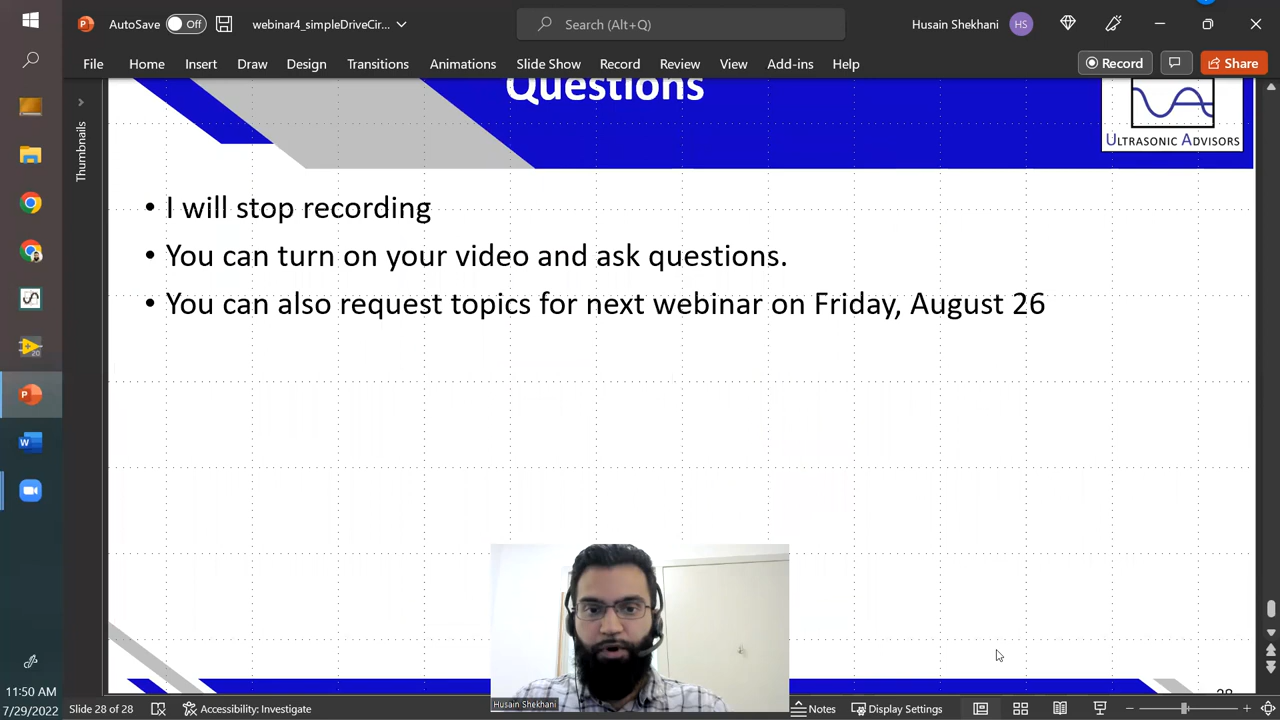 AutoSave Off webinar4_simpleDriveCir... Search (Alt+Q) Husain Shekhani HS
File Home Insert Draw Design Transitions Animations Slide Show Record Review View Add-ins Help Record Share
Thumbnails
Questions
ULTRASONIC ADVISORS
• I will stop recording
• You can turn on your video and ask questions.
• You can also request topics for next webinar on Friday, August 26
Husain Shekhani
11:50 AM
7/29/2022
Slide 28 of 28 Accessibility: Investigate Notes Display Settings